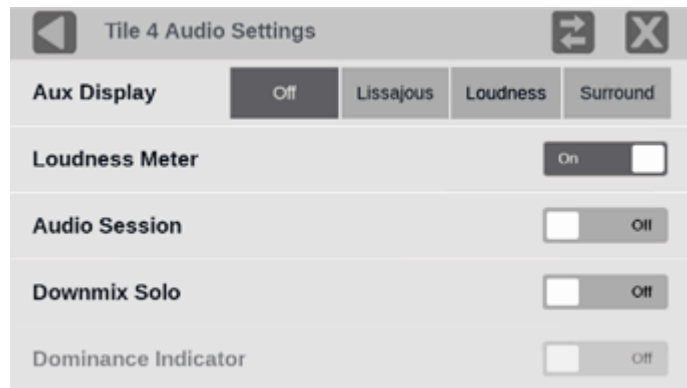 Tile 4 Audio Settings
Aux Display Off Lissajous Loudness Surround
Loudness Meter On
Audio Session Off
Downmix Solo Off
Dominance Indicator Off